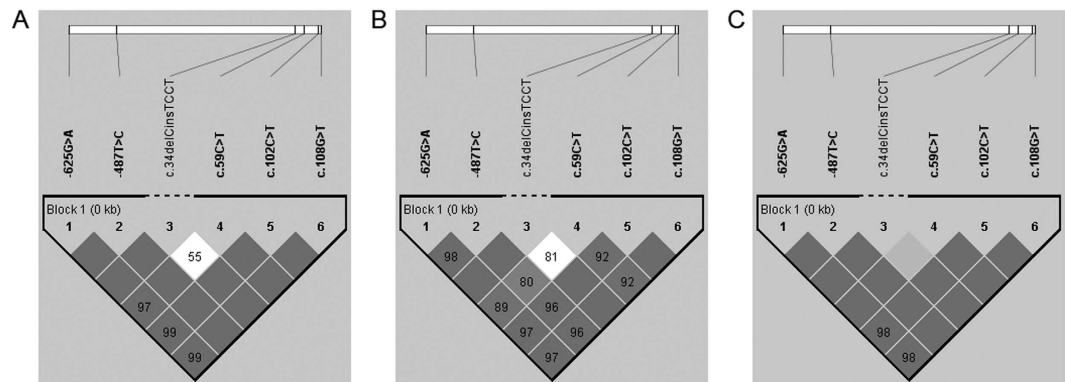 A
-625G>A
-487T>C
c.34delCinsTCCT
c.59C>T
c.102C>T
c.108G>T
Block 1 (0 kb)
1 2 3 4 5 6
55
97
99
99
B
-625G>A
-487T>C
c.34delCinsTCCT
c.59C>T
c.102C>T
c.108G>T
Block 1 (0 kb)
1 2 3 4 5 6
98 81 92
80 92
89 96
97 96
97
C
-625G>A
-487T>C
c.34delCinsTCCT
c.59C>T
c.102C>T
c.108G>T
Block 1 (0 kb)
1 2 3 4 5 6
98
98